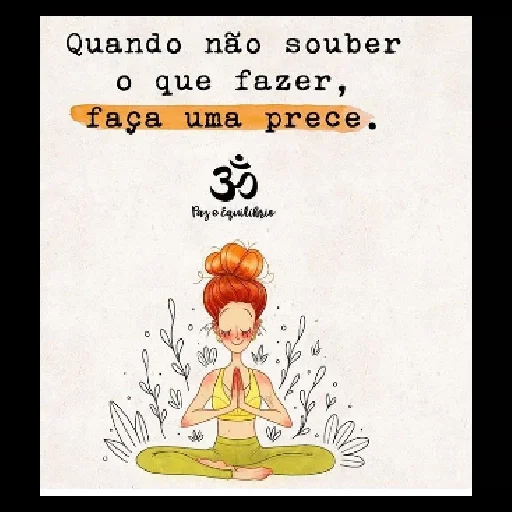 Quando não souber
o que fazer,
faça uma prece.
ॐ
Paz e Equilíbrio